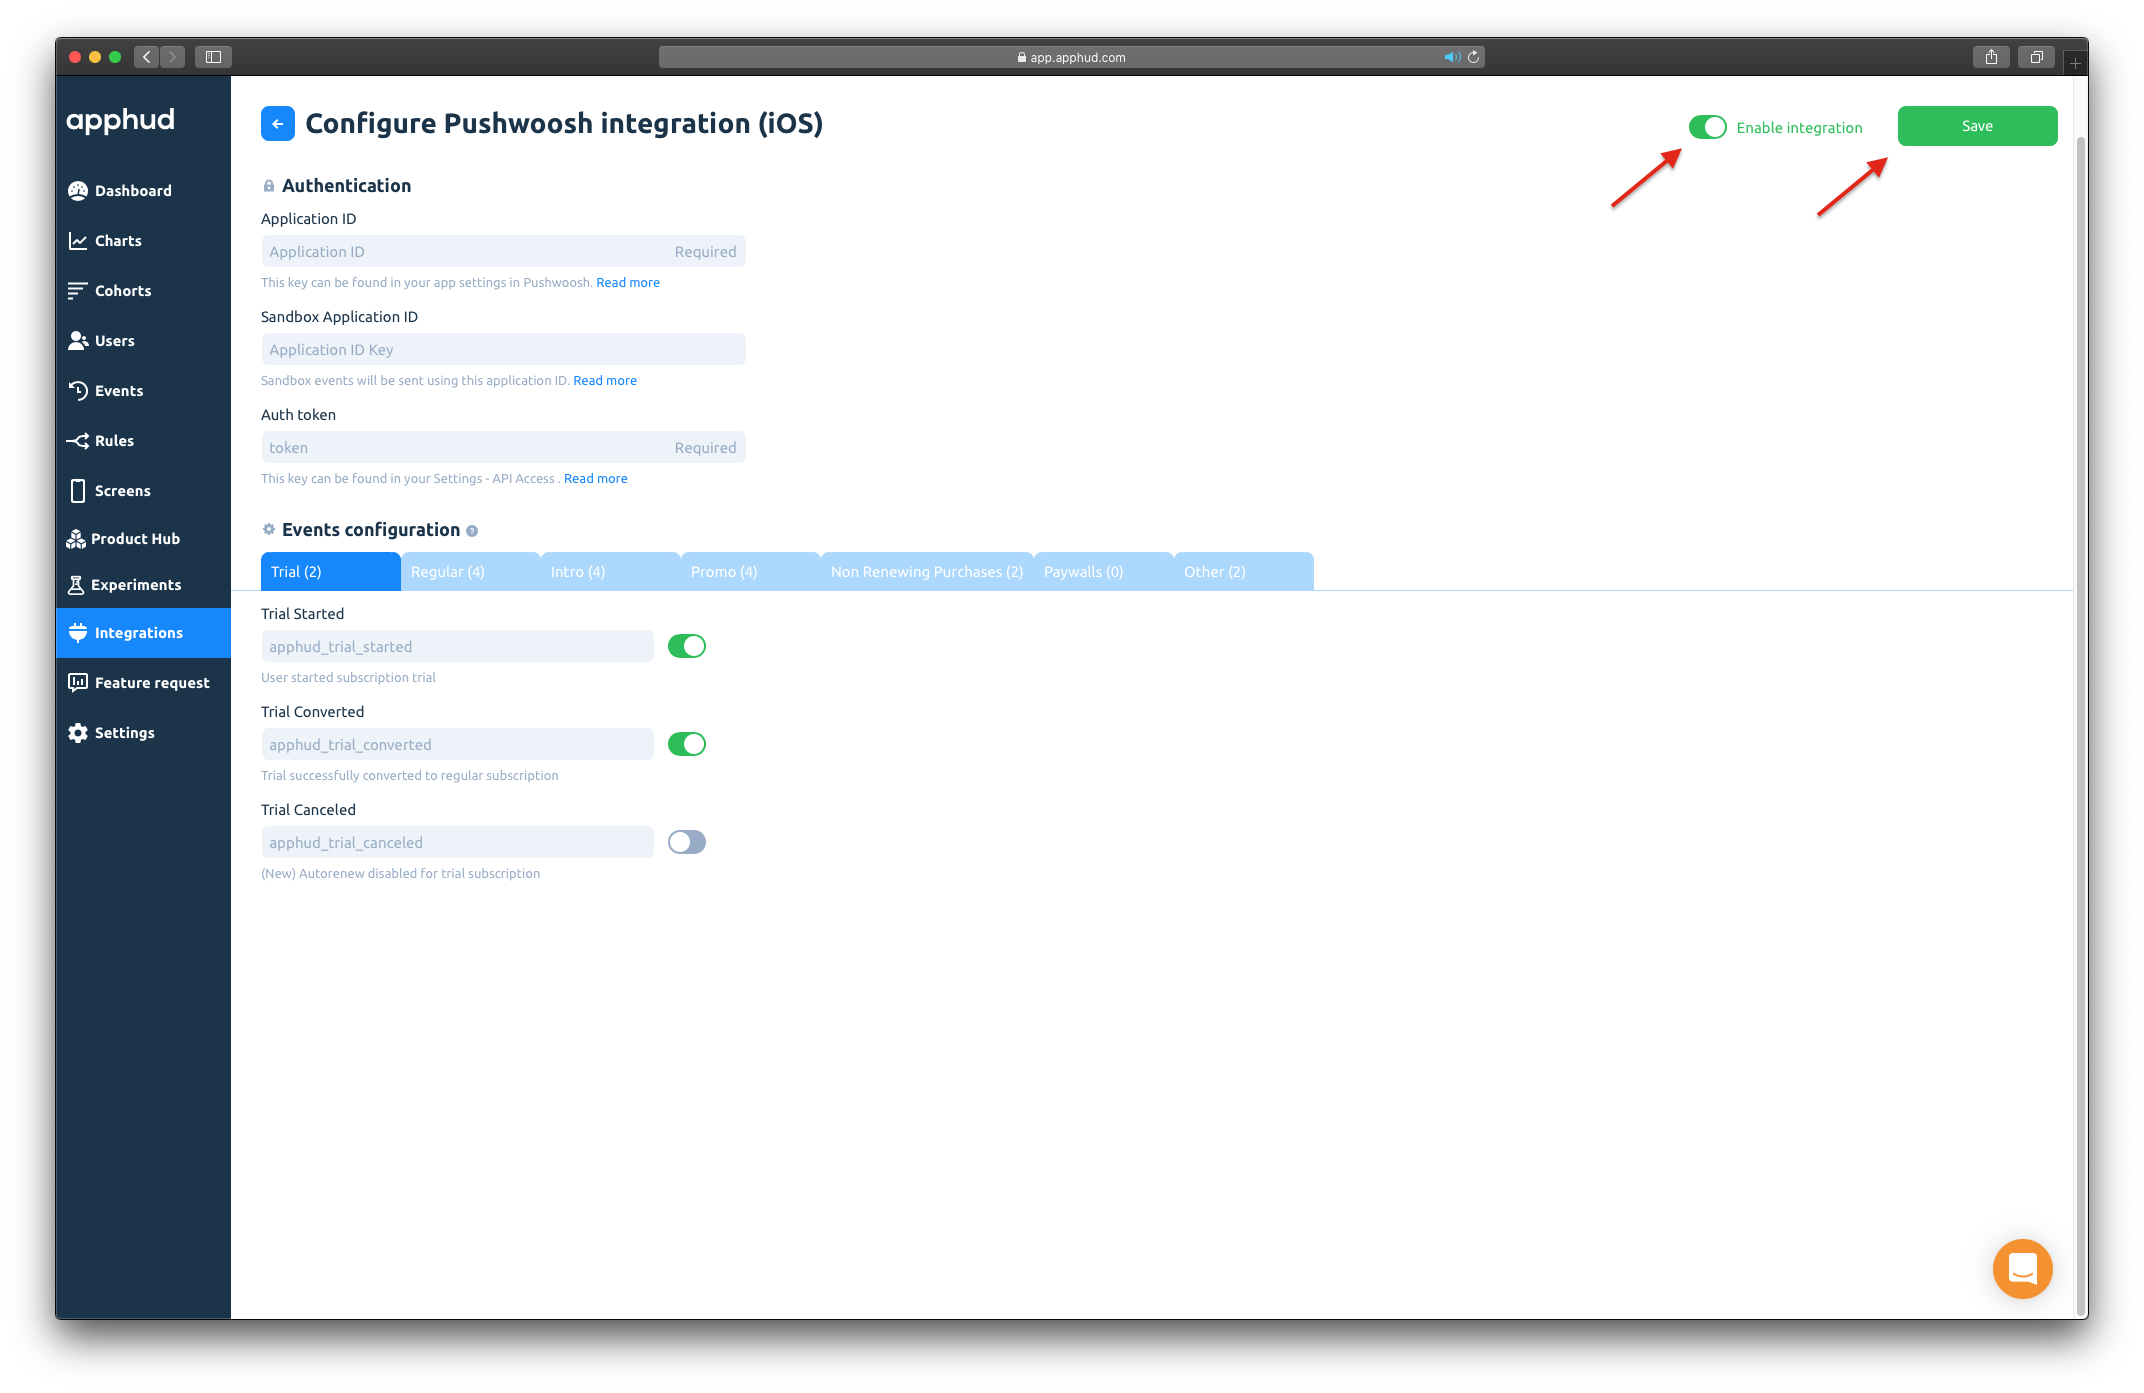 app.apphud.com
apphud
Dashboard
Charts
Cohorts
Users
Events
Rules
Screens
Product Hub
Experiments
Integrations
Feature request
Settings
Configure Pushwoosh integration (iOS)
Enable integration
Save
Authentication
Application ID
Application ID Required
This key can be found in your app settings in Pushwoosh. Read more
Sandbox Application ID
Application ID Key
Sandbox events will be sent using this application ID. Read more
Auth token
token Required
This key can be found in your Settings - API Access . Read more
Events configuration ?
Trial (2) Regular (4) Intro (4) Promo (4) Non Renewing Purchases (2) Paywalls (0) Other (2)
Trial Started
apphud_trial_started
User started subscription trial
Trial Converted
apphud_trial_converted
Trial successfully converted to regular subscription
Trial Canceled
apphud_trial_canceled
(New) Autorenew disabled for trial subscription